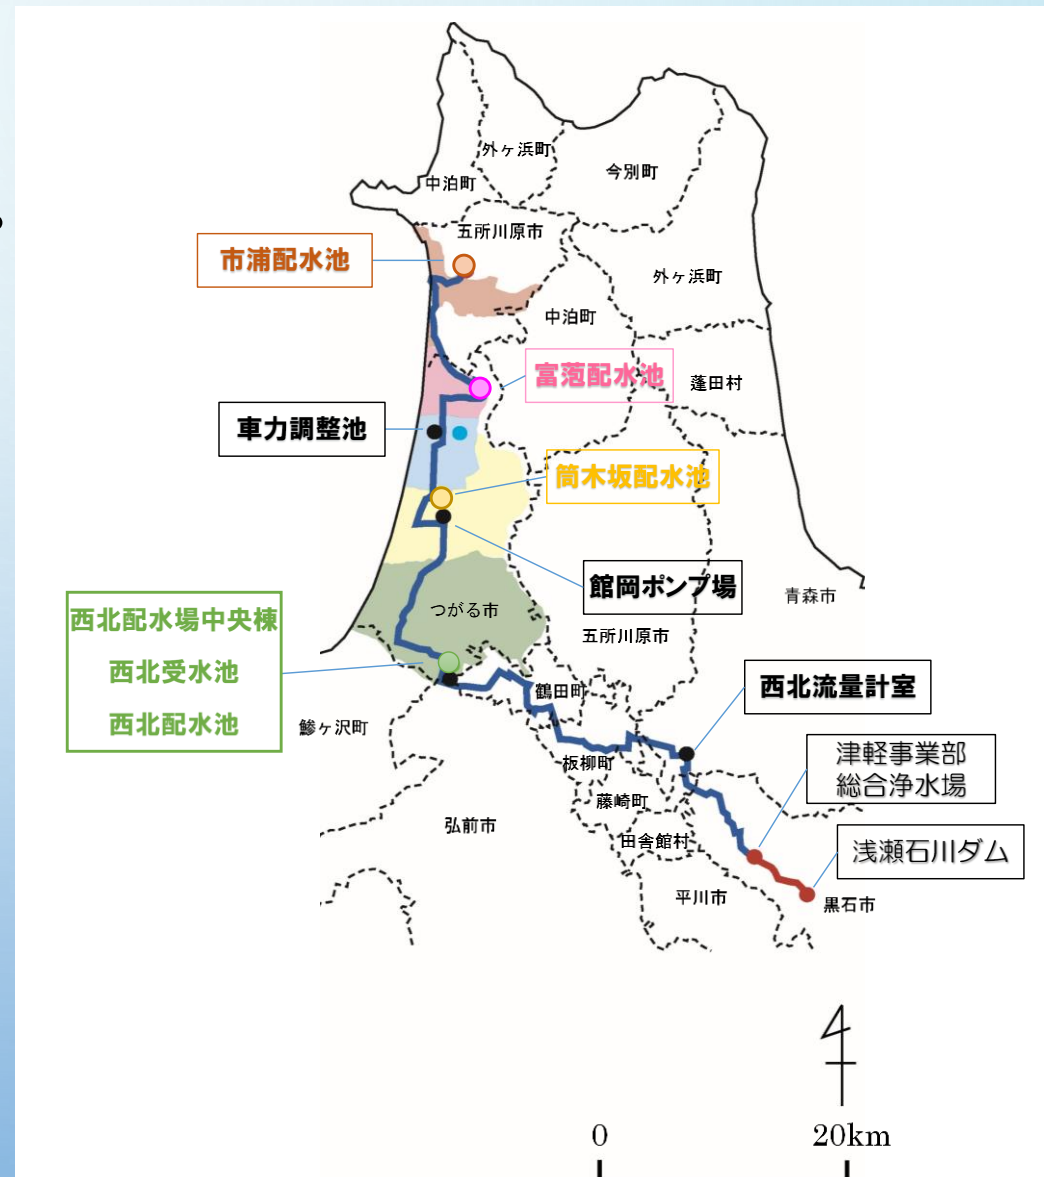 外ヶ浜町
今別町
中泊町
五所川原市
市浦配水池
外ヶ浜町
中泊町
富萢配水池
蓬田村
車力調整池
筒木坂配水池
館岡ポンプ場
青森市
西北配水場中央棟
西北受水池
西北配水池
つがる市
五所川原市
鶴田町
西北流量計室
鰺ヶ沢町
板柳町
津軽事業部
総合浄水場
藤崎町
弘前市
田舎館村
浅瀬石川ダム
平川市
黒石市
0
20km